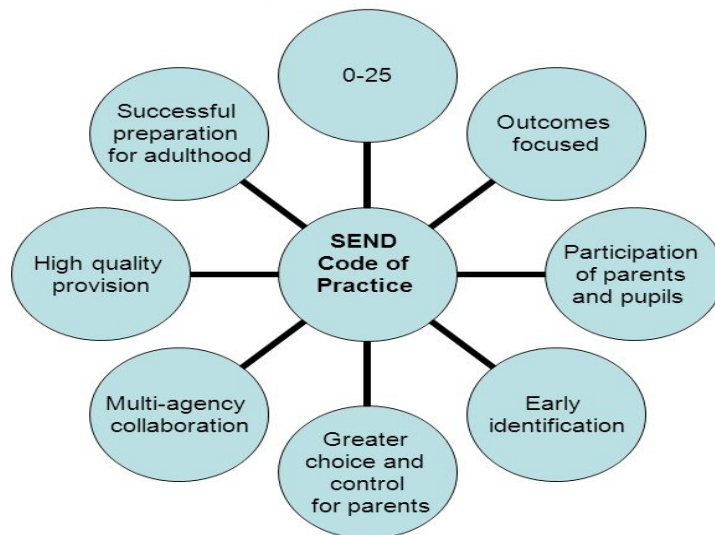 0-25
Outcomes
focused
Participation
of parents
and pupils
Early
identification
Greater
choice and
control
for parents
Multi-agency
collaboration
High quality
provision
Successful
preparation
for adulthood
SEND
Code of
Practice